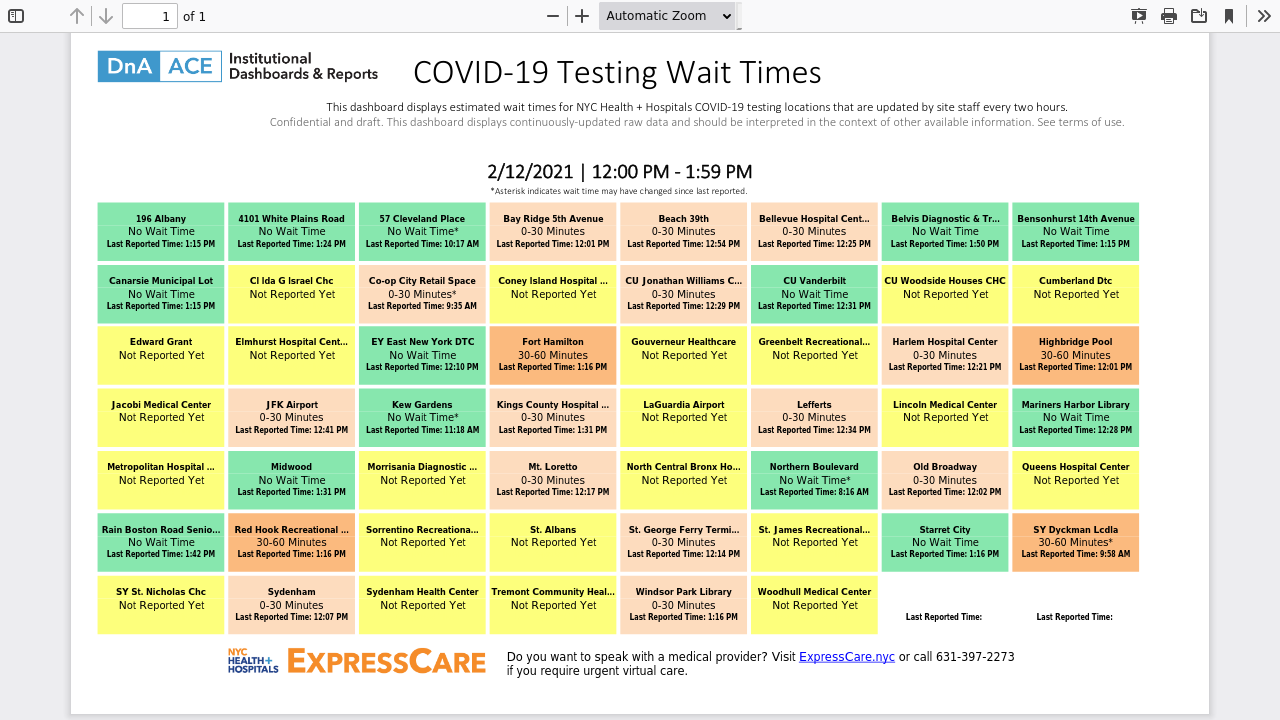 1 of 1 Automatic Zoom
DnA ACE Institutional
Dashboards & Reports
COVID-19 Testing Wait Times
This dashboard displays estimated wait times for NYC Health + Hospitals COVID-19 testing locations that are updated by site staff every two hours.
Confidential and draft. This dashboard displays continuously-updated raw data and should be interpreted in the context of other available information. See terms of use.
2/12/2021 | 12:00 PM - 1:59 PM
*Asterisk indicates wait time may have changed since last reported.
196 Albany
No Wait Time
Last Reported Time: 1:15 PM
4101 White Plains Road
No Wait Time
Last Reported Time: 1:24 PM
57 Cleveland Place
No Wait Time*
Last Reported Time: 10:17 AM
Bay Ridge 5th Avenue
0-30 Minutes
Last Reported Time: 12:01 PM
Beach 39th
0-30 Minutes
Last Reported Time: 12:54 PM
Bellevue Hospital Cent...
0-30 Minutes
Last Reported Time: 12:25 PM
Belvis Diagnostic & Tr...
No Wait Time
Last Reported Time: 1:50 PM
Bensonhurst 14th Avenue
No Wait Time
Last Reported Time: 1:15 PM
Canarsie Municipal Lot
No Wait Time
Last Reported Time: 1:15 PM
Cl Ida G Israel Chc
Not Reported Yet
Co-op City Retail Space
0-30 Minutes*
Last Reported Time: 9:35 AM
Coney Island Hospital ...
Not Reported Yet
CU Jonathan Williams C...
0-30 Minutes
Last Reported Time: 12:29 PM
CU Vanderbilt
No Wait Time
Last Reported Time: 12:31 PM
CU Woodside Houses CHC
Not Reported Yet
Cumberland Dtc
Not Reported Yet
Edward Grant
Not Reported Yet
Elmhurst Hospital Cent...
Not Reported Yet
EY East New York DTC
No Wait Time
Last Reported Time: 12:10 PM
Fort Hamilton
30-60 Minutes
Last Reported Time: 1:16 PM
Gouverneur Healthcare
Not Reported Yet
Greenbelt Recreational...
Not Reported Yet
Harlem Hospital Center
0-30 Minutes
Last Reported Time: 12:21 PM
Highbridge Pool
30-60 Minutes
Last Reported Time: 12:01 PM
Jacobi Medical Center
Not Reported Yet
JFK Airport
0-30 Minutes
Last Reported Time: 12:41 PM
Kew Gardens
No Wait Time*
Last Reported Time: 11:18 AM
Kings County Hospital ...
0-30 Minutes
Last Reported Time: 1:31 PM
LaGuardia Airport
Not Reported Yet
Lefferts
0-30 Minutes
Last Reported Time: 12:34 PM
Lincoln Medical Center
Not Reported Yet
Mariners Harbor Library
No Wait Time
Last Reported Time: 12:28 PM
Metropolitan Hospital ...
Not Reported Yet
Midwood
No Wait Time
Last Reported Time: 1:31 PM
Morrisania Diagnostic ...
Not Reported Yet
Mt. Loretto
0-30 Minutes
Last Reported Time: 12:17 PM
North Central Bronx Ho...
Not Reported Yet
Northern Boulevard
No Wait Time*
Last Reported Time: 8:16 AM
Old Broadway
0-30 Minutes
Last Reported Time: 12:02 PM
Queens Hospital Center
Not Reported Yet
Rain Boston Road Senio...
No Wait Time
Last Reported Time: 1:42 PM
Red Hook Recreational ...
30-60 Minutes
Last Reported Time: 1:16 PM
Sorrentino Recreationa...
Not Reported Yet
St. Albans
Not Reported Yet
St. George Ferry Termi...
0-30 Minutes
Last Reported Time: 12:14 PM
St. James Recreational...
Not Reported Yet
Starret City
No Wait Time
Last Reported Time: 1:16 PM
SY Dyckman Lcdla
30-60 Minutes*
Last Reported Time: 9:58 AM
SY St. Nicholas Chc
Not Reported Yet
Sydenham
0-30 Minutes
Last Reported Time: 12:07 PM
Sydenham Health Center
Not Reported Yet
Tremont Community Heal...
Not Reported Yet
Windsor Park Library
0-30 Minutes
Last Reported Time: 1:16 PM
Woodhull Medical Center
Not Reported Yet
Last Reported Time:
Last Reported Time:
NYC
HEALTH+
HOSPITALS
EXPRESSCARE
Do you want to speak with a medical provider? Visit ExpressCare.nyc or call 631-397-2273
if you require urgent virtual care.